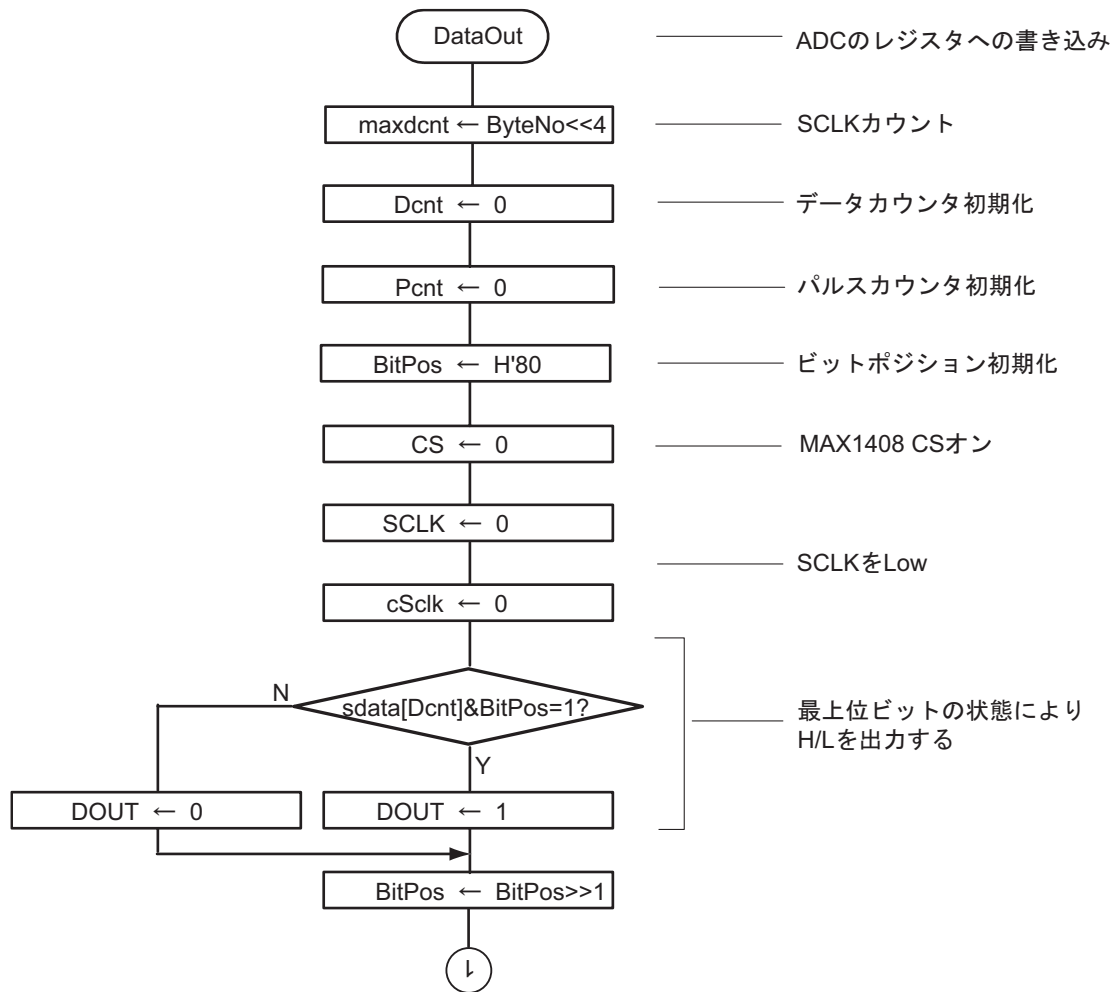 DataOut
ADCのレジスタへの書き込み
maxdcnt ← ByteNo<<4
SCLKカウント
Dcnt ← 0
データカウンタ初期化
Pcnt ← 0
パルスカウンタ初期化
BitPos ← H'80
ビットポジション初期化
CS ← 0
MAX1408 CSオン
SCLK ← 0
SCLKをLow
cSclk ← 0
N
sdata[Dcnt]&BitPos=1?
最上位ビットの状態により
H/Lを出力する
Y
DOUT ← 0
DOUT ← 1
BitPos ← BitPos>>1